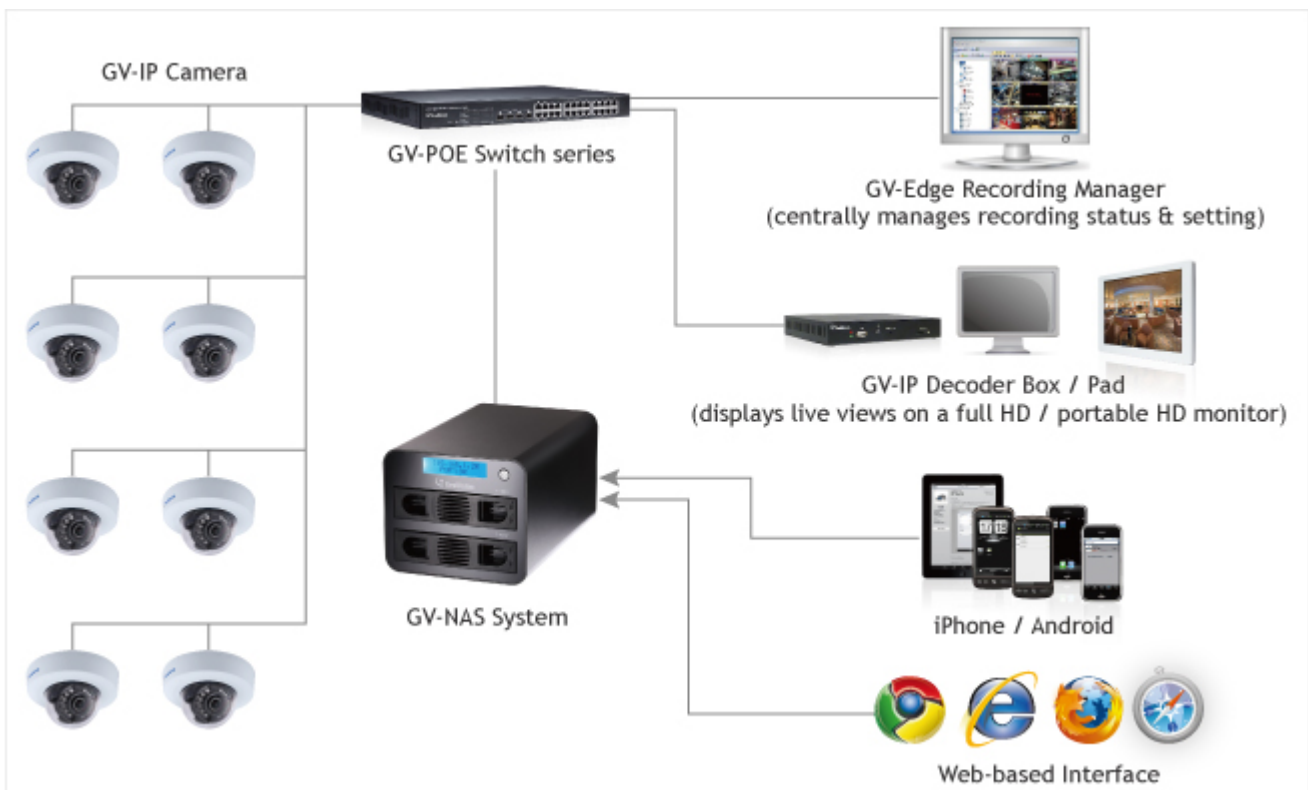 GV-IP Camera
GV-POE Switch series
GV-Edge Recording Manager
(centrally manages recording status & setting)
GV-IP Decoder Box / Pad
(displays live views on a full HD / portable HD monitor)
GV-NAS System
iPhone / Android
Web-based Interface